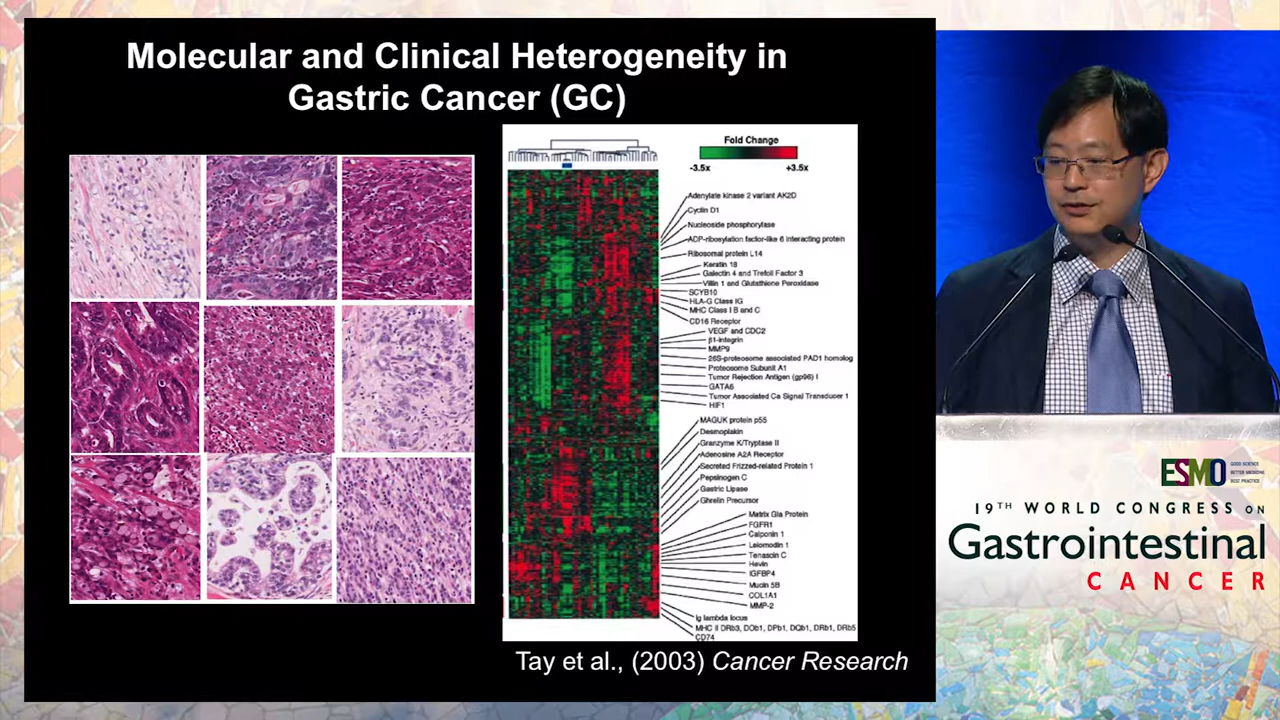 Molecular and Clinical Heterogeneity in
Gastric Cancer (GC)
Fold Change
-3.5x
+3.5x
Adenylate kinase 2 variant AK2D
Cyclin D1
Nucleoside phosphorylase
ADP-ribosylation factor-like 6 interacting protein
Ribosomal protein L14
Keratin 18
Galectin 4 and Trefoil Factor 3
Villin 1 and Glutathione Peroxidase
SCYB10
HLA-G Class IG
MHC Class I B and C
CD16 Receptor
VEGF and CDC2
β1-integrin
MMP9
26S-proteosome associated PAD1 homolog
Proteosome Subunit A1
Tumor Rejection Antigen (gp96) I
GATA6
Tumor Associated Ca Signal Transducer 1
HIF1
MAGUK protein p55
Desmoplakin
Granzyme K/Tryptase II
Adenosine A2A Receptor
Secreted Frizzed-related Protein 1
Pepsinogen C
Gastric Lipase
Ghrelin Precursor
Matrix Gla Protein
FGFR1
Calponin 1
Leiomodin 1
Tenascin C
Hevin
IGFBP4
Mucin 5B
COL1A1
MMP-2
Ig lambda locus
MHC II DRb3, DOb1, DPb1, DQb1, DRb1, DRb5
CD74
Tay et al., (2003) Cancer Research
ESMO
GOOD SCIENCE
BETTER MEDICINE
BEST PRACTICE
19TH WORLD CONGRESS ON
Gastrointestinal
CANCER